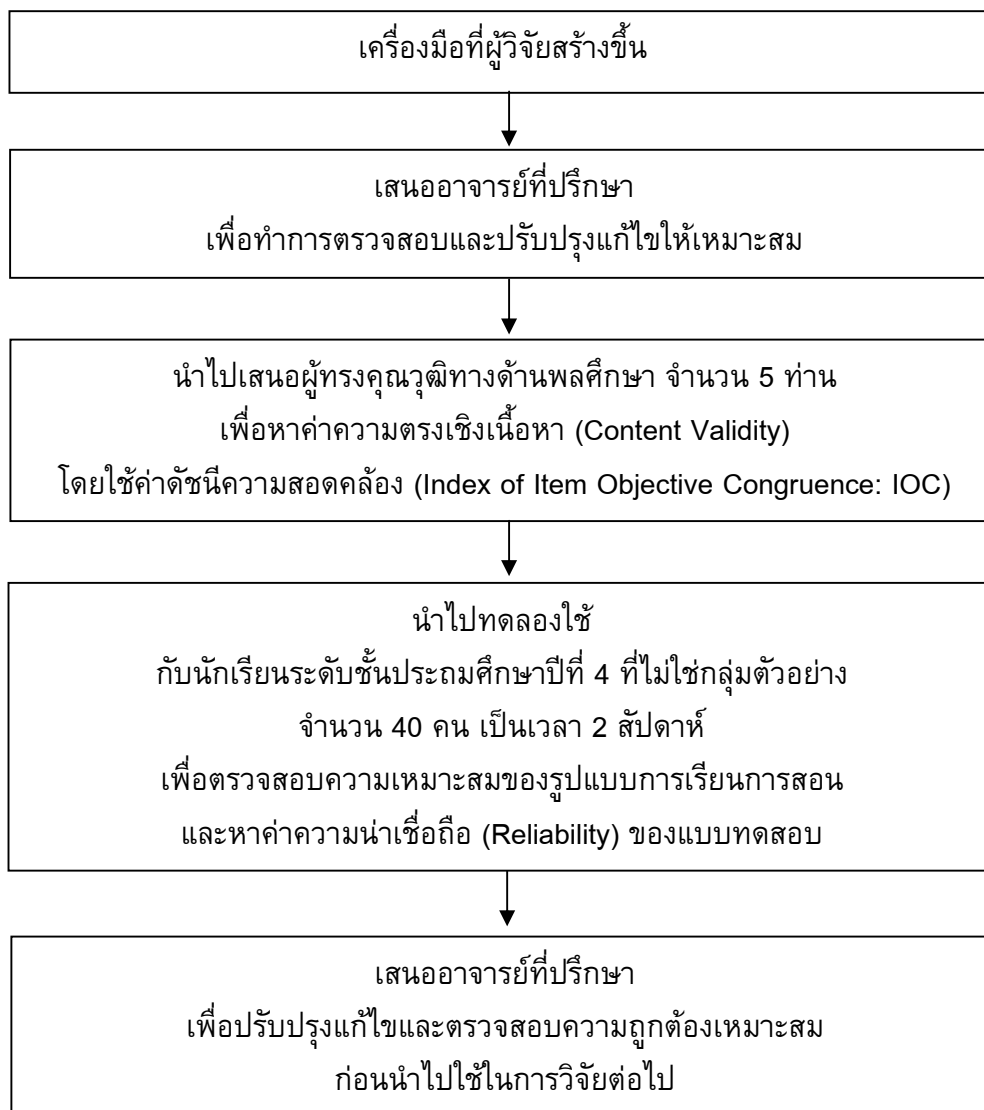 เครื่องมือที่ผู้วิจัยสร้างขึ้น
เสนออาจารย์ที่ปรึกษา
เพื่อทำการตรวจสอบและปรับปรุงแก้ไขให้เหมาะสม
นำไปเสนอผู้ทรงคุณวุฒิทางด้านพลศึกษา จำนวน 5 ท่าน
เพื่อหาค่าความตรงเชิงเนื้อหา (Content Validity)
โดยใช้ค่าดัชนีความสอดคล้อง (Index of Item Objective Congruence: IOC)
นำไปทดลองใช้
กับนักเรียนระดับชั้นประถมศึกษาปีที่ 4 ที่ไม่ใช่กลุ่มตัวอย่าง
จำนวน 40 คน เป็นเวลา 2 สัปดาห์
เพื่อตรวจสอบความเหมาะสมของรูปแบบการเรียนการสอน
และหาค่าความน่าเชื่อถือ (Reliability) ของแบบทดสอบ
เสนออาจารย์ที่ปรึกษา
เพื่อปรับปรุงแก้ไขและตรวจสอบความถูกต้องเหมาะสม
ก่อนนำไปใช้ในการวิจัยต่อไป